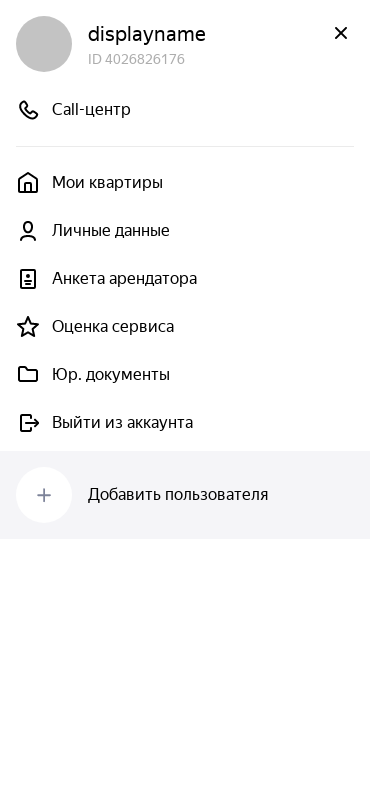 displayname
ID 4026826176
Call-центр
Мои квартиры
Личные данные
Анкета арендатора
Оценка сервиса
Юр. документы
Выйти из аккаунта
Добавить пользователя